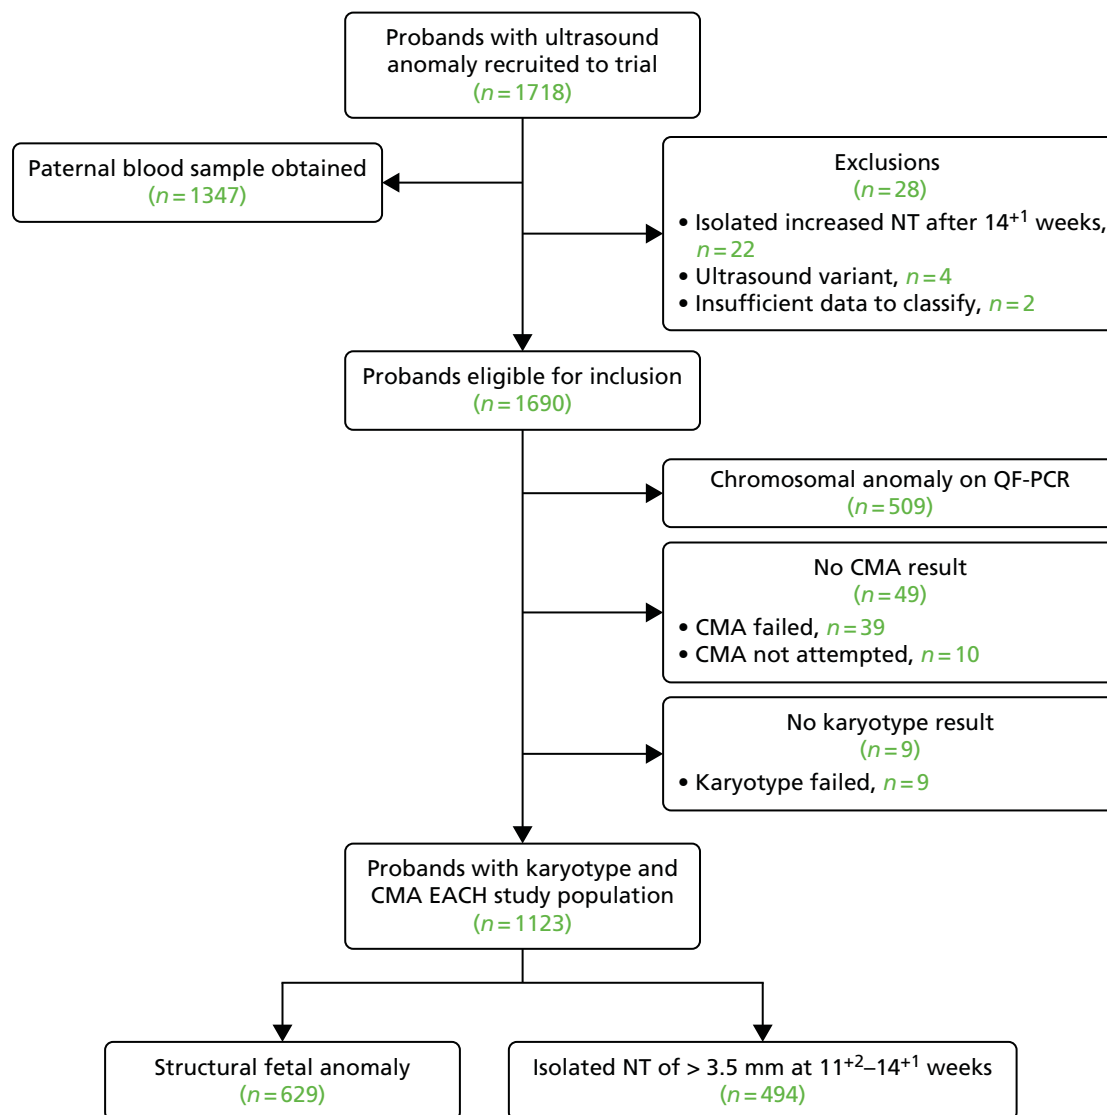 Probands with ultrasound
anomaly recruited to trial
(n=1718)
Paternal blood sample obtained
(n=1347)
Exclusions
(n=28)
• Isolated increased NT after 14⁺¹ weeks,
n=22
• Ultrasound variant, n=4
• Insufficient data to classify, n=2
Probands eligible for inclusion
(n=1690)
Chromosomal anomaly on QF-PCR
(n=509)
No CMA result
(n=49)
• CMA failed, n=39
• CMA not attempted, n=10
No karyotype result
(n=9)
• Karyotype failed, n=9
Probands with karyotype and
CMA EACH study population
(n=1123)
Structural fetal anomaly
(n=629)
Isolated NT of > 3.5 mm at 11⁺²–14⁺¹ weeks
(n=494)